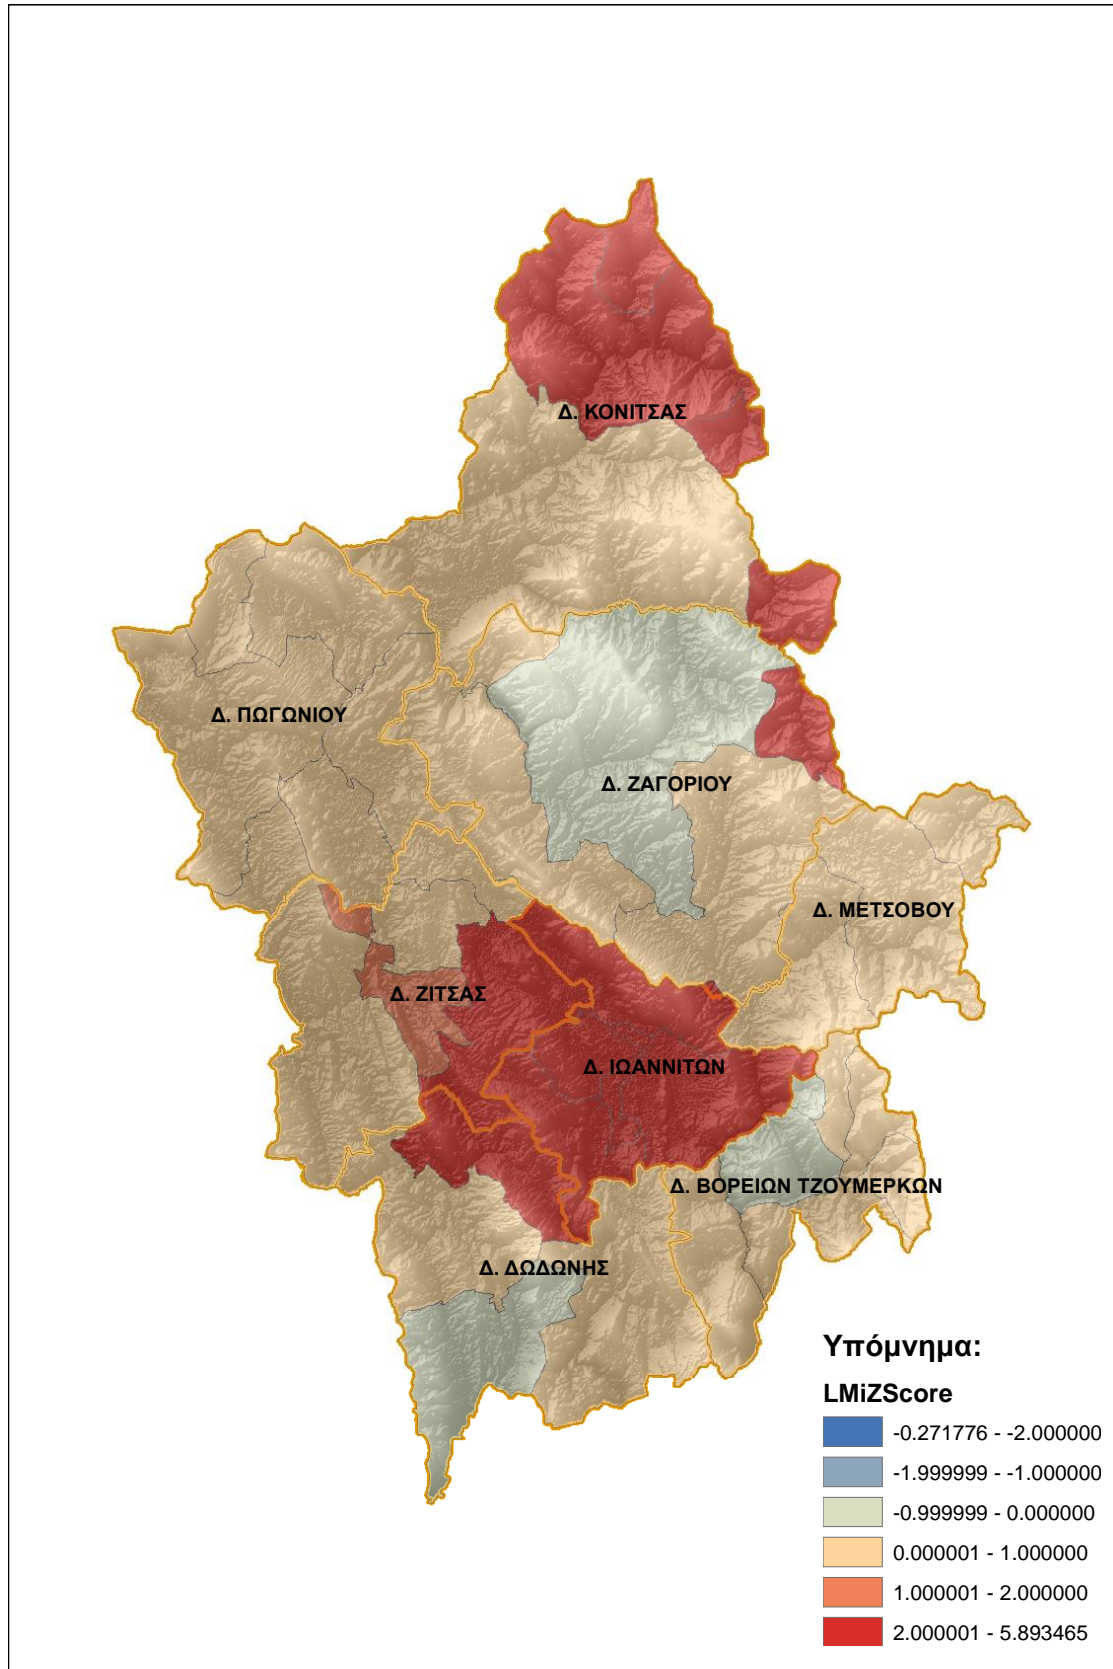 Δ. ΚΟΝΙΤΣΑΣ
Δ. ΠΩΓΩΝΙΟΥ
Δ. ΖΑΓΟΡΙΟΥ
Δ. ΜΕΤΣΟΒΟΥ
Δ. ΖΙΤΣΑΣ
Δ. ΙΩΑΝΝΙΤΩΝ
Δ. ΒΟΡΕΙΩΝ ΤΖΟΥΜΕΡΚΩΝ
Δ. ΔΩΔΩΝΗΣ
Υπόμνημα:
LMiZScore
-0.271776 - -2.000000
-1.999999 - -1.000000
-0.999999 - 0.000000
0.000001 - 1.000000
1.000001 - 2.000000
2.000001 - 5.893465